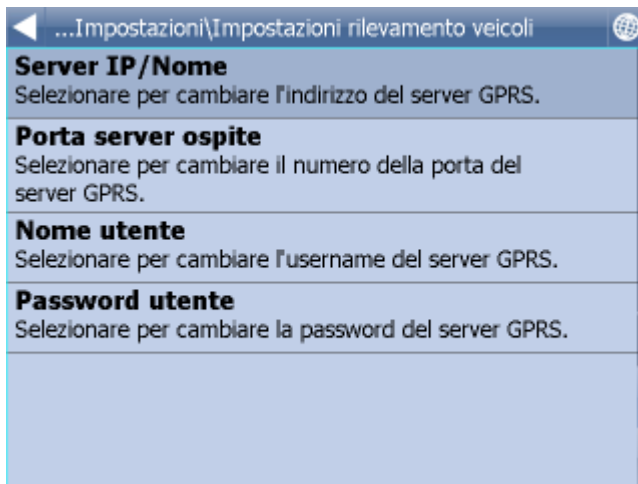 ...Impostazioni\Impostazioni rilevamento veicoli
Server IP/Nome
Selezionare per cambiare l'indirizzo del server GPRS.
Porta server ospite
Selezionare per cambiare il numero della porta del
server GPRS.
Nome utente
Selezionare per cambiare l'username del server GPRS.
Password utente
Selezionare per cambiare la password del server GPRS.